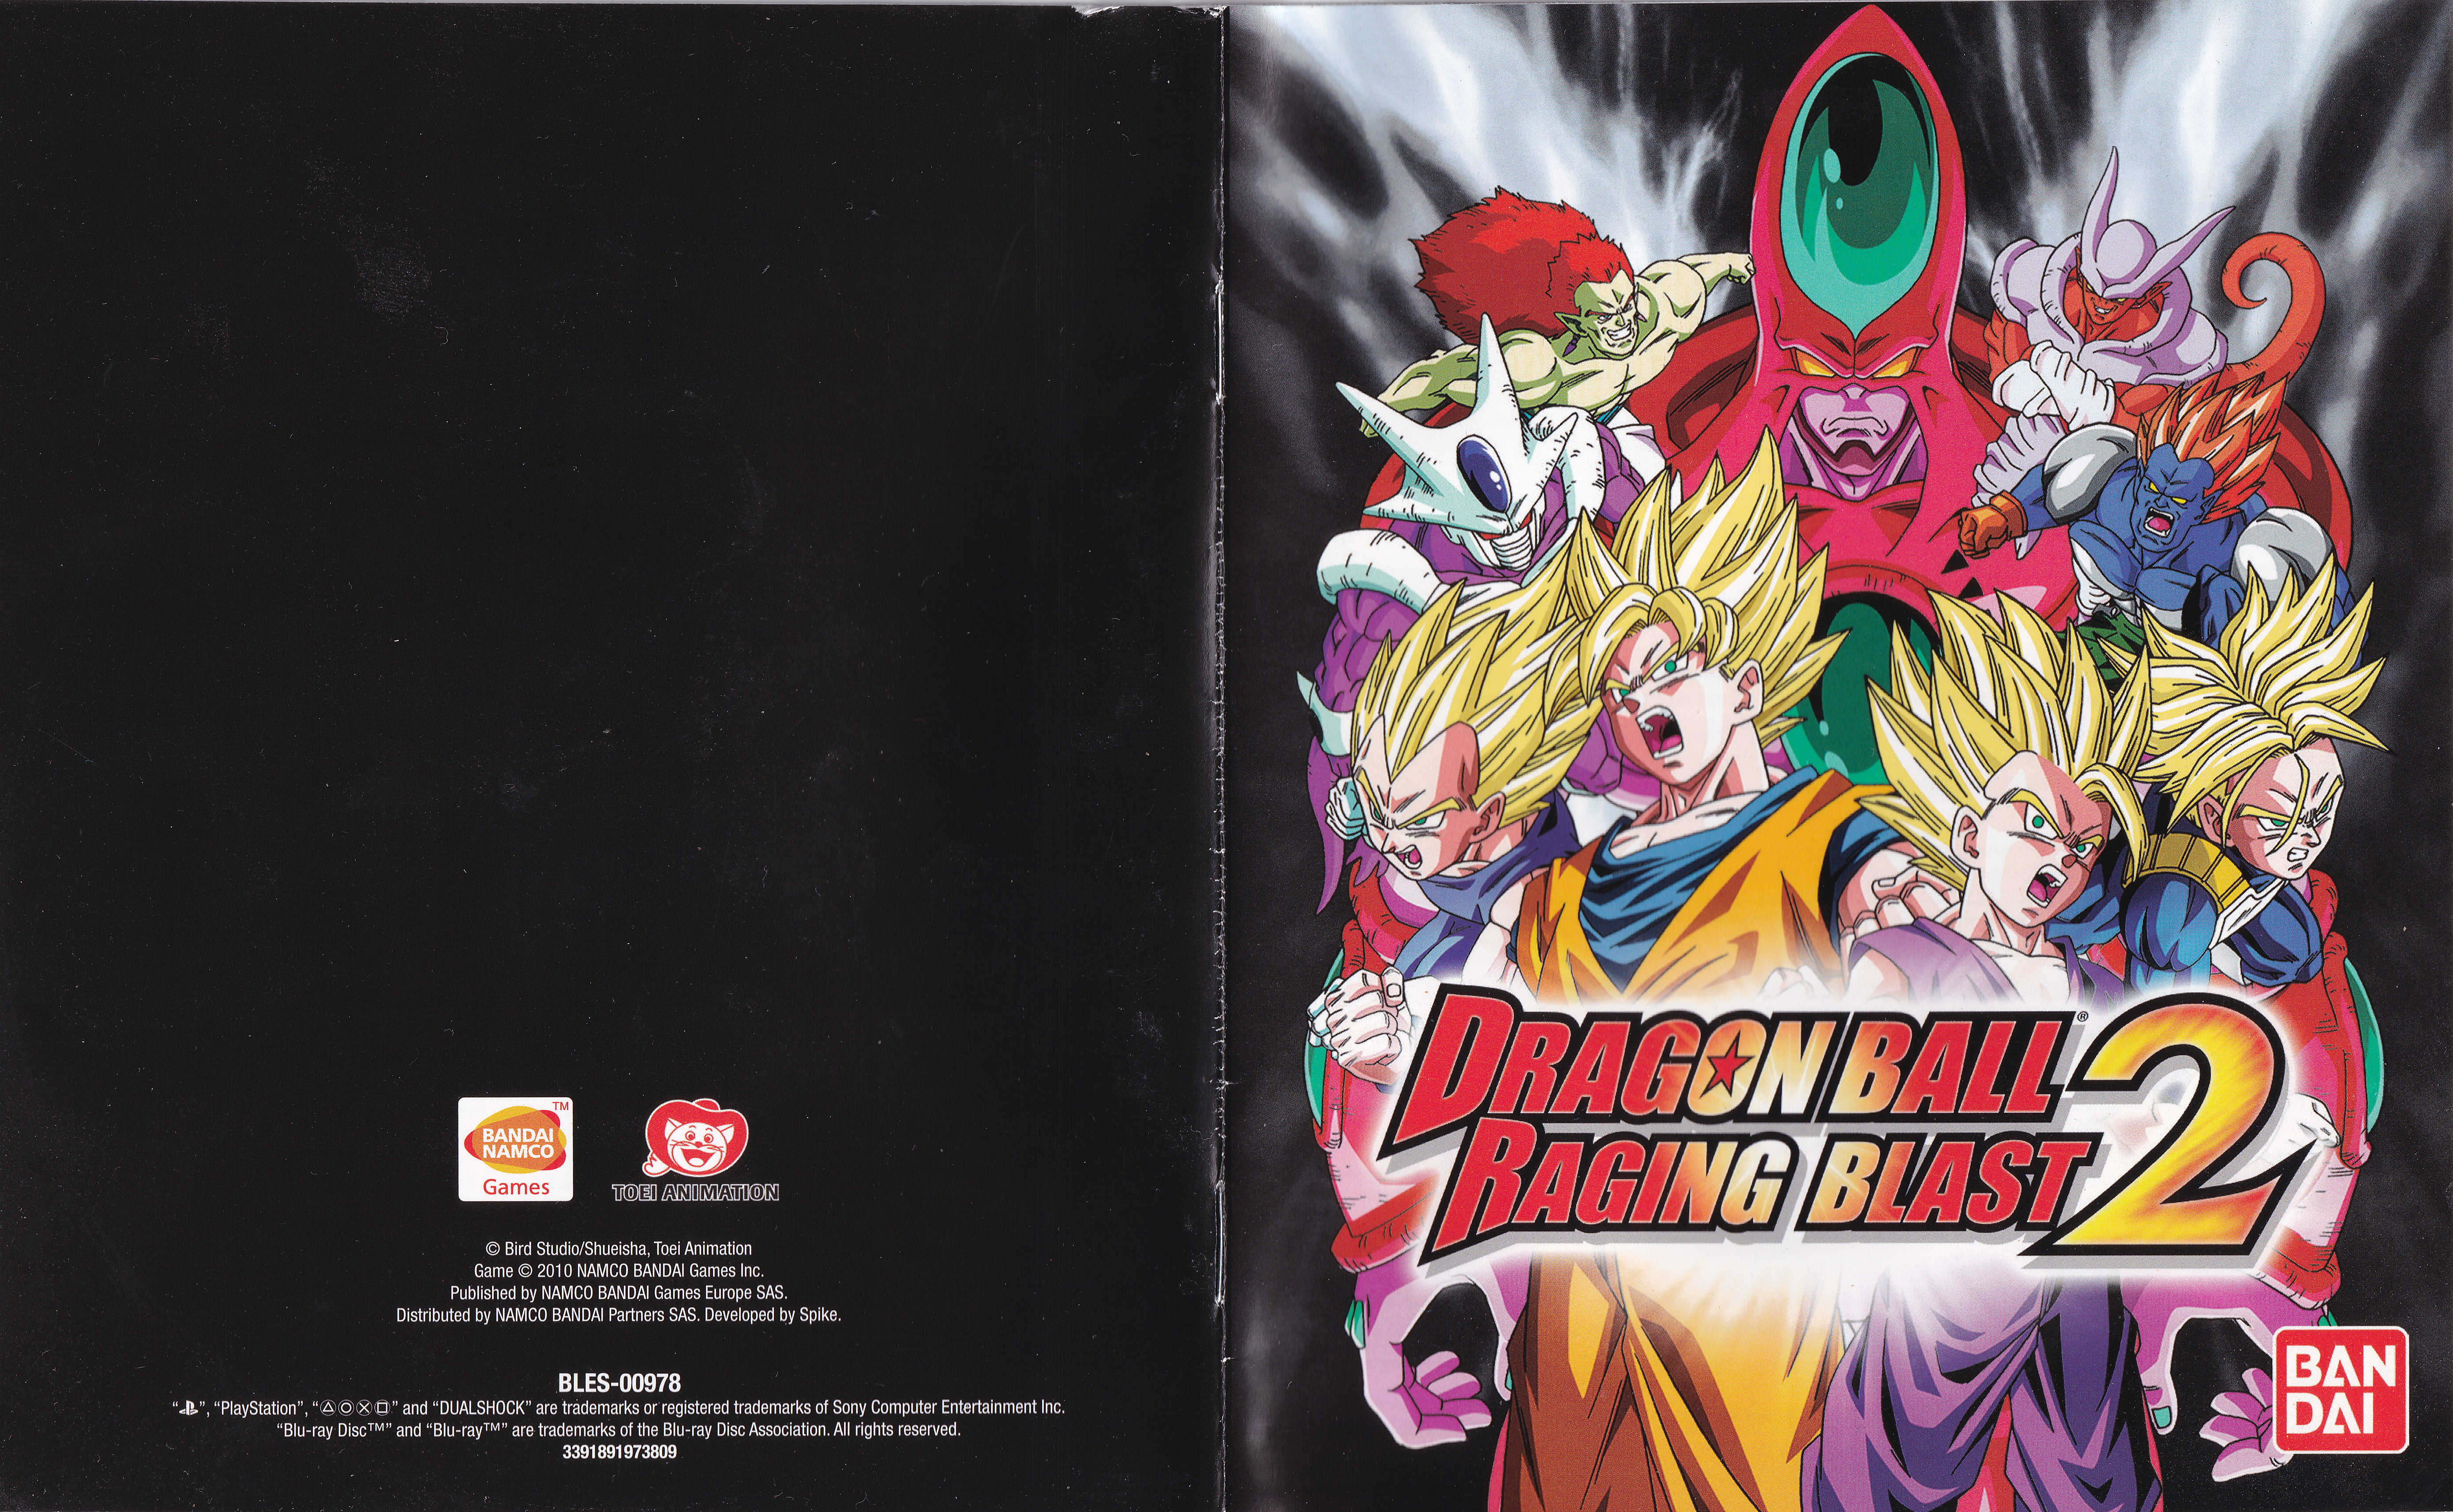 BANDAI
NAMCO
™
Games
TOEI ANIMATION
© Bird Studio/Shueisha, Toei Animation
Game © 2010 NAMCO BANDAI Games Inc.
Published by NAMCO BANDAI Games Europe SAS.
Distributed by NAMCO BANDAI Partners SAS. Developed by Spike.
BLES-00978
“PS”, “PlayStation”, “△○✕□” and “DUALSHOCK” are trademarks or registered trademarks of Sony Computer Entertainment Inc.
“Blu-ray Disc™” and “Blu-ray™” are trademarks of the Blu-ray Disc Association. All rights reserved.
3391891973809
DRAGON BALL® 2
RAGING BLAST
BAN
DAI